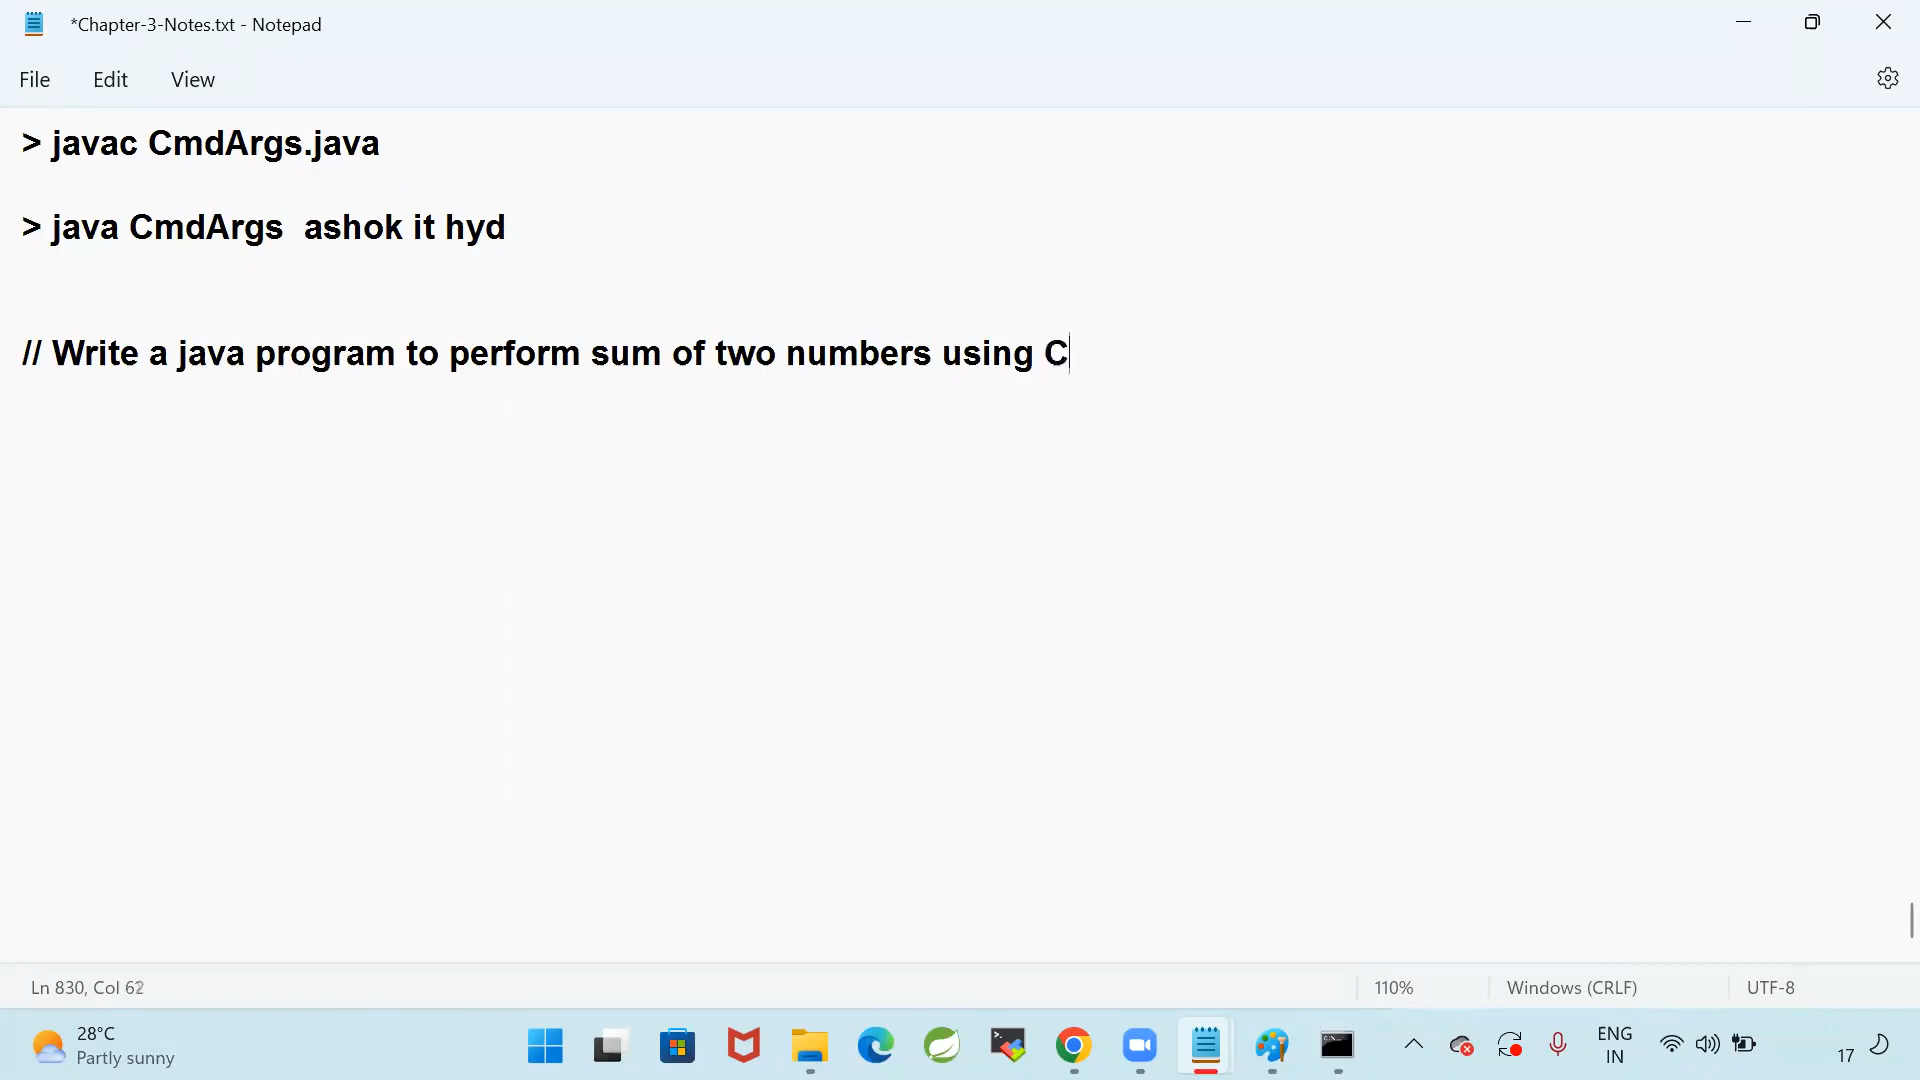 *Chapter-3-Notes.txt - Notepad
File Edit View
> javac CmdArgs.java
> java CmdArgs  ashok it hyd
// Write a java program to perform sum of two numbers using C
Ln 830, Col 62
110%
Windows (CRLF)
UTF-8
28°C
Partly sunny
ENG
IN
17